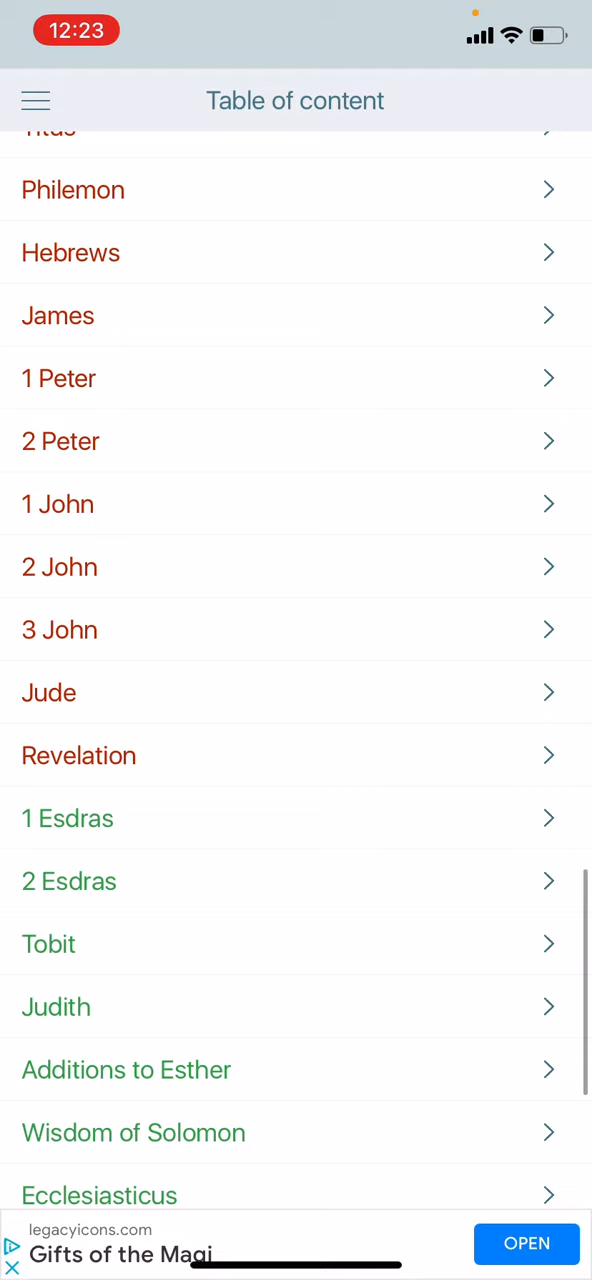 12:23
Table of content
Titus
Philemon
Hebrews
James
1 Peter
2 Peter
1 John
2 John
3 John
Jude
Revelation
1 Esdras
2 Esdras
Tobit
Judith
Additions to Esther
Wisdom of Solomon
Ecclesiasticus
legacyicons.com
Gifts of the Magi
OPEN